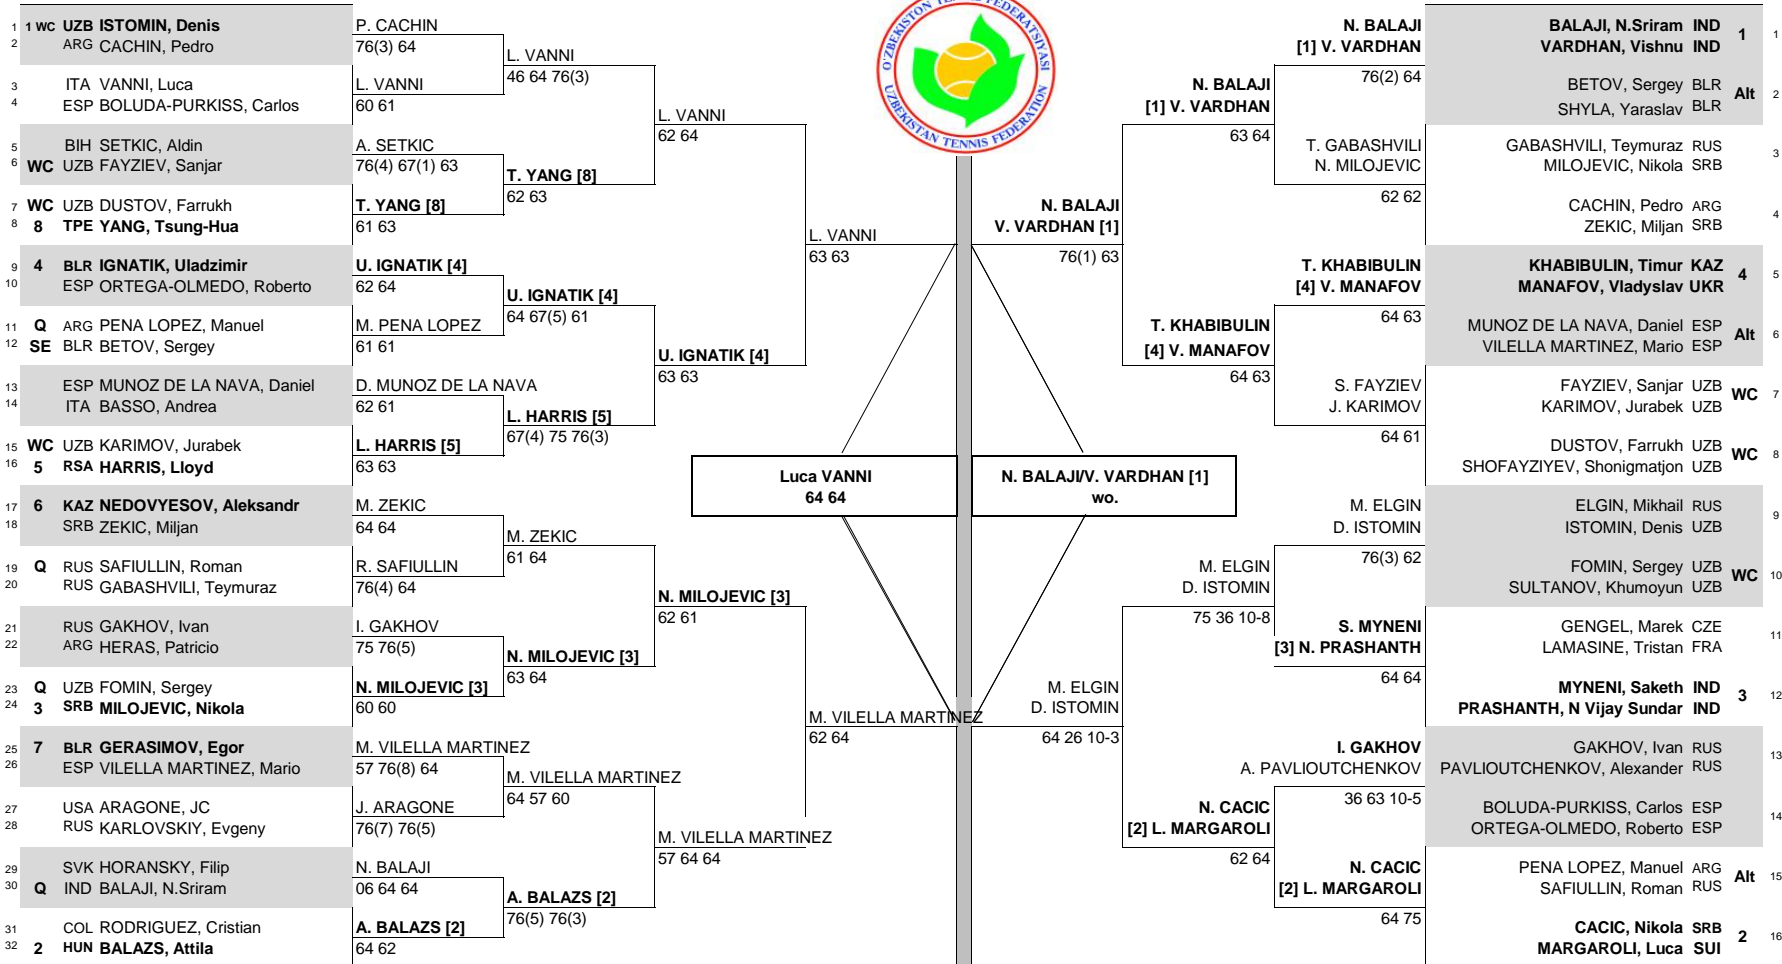 1 1 WC UZB ISTOMIN, Denis
2 ARG CACHIN, Pedro
3 ITA VANNI, Luca
4 ESP BOLUDA-PURKISS, Carlos
5 BIH SETKIC, Aldin
6 WC UZB FAYZIEV, Sanjar
7 WC UZB DUSTOV, Farrukh
8 8 TPE YANG, Tsung-Hua
9 4 BLR IGNATIK, Uladzimir
10 ESP ORTEGA-OLMEDO, Roberto
11 Q ARG PENA LOPEZ, Manuel
12 SE BLR BETOV, Sergey
13 ESP MUNOZ DE LA NAVA, Daniel
14 ITA BASSO, Andrea
15 WC UZB KARIMOV, Jurabek
16 5 RSA HARRIS, Lloyd
17 6 KAZ NEDOVYESOV, Aleksandr
18 SRB ZEKIC, Miljan
19 Q RUS SAFIULLIN, Roman
20 RUS GABASHVILI, Teymuraz
21 RUS GAKHOV, Ivan
22 ARG HERAS, Patricio
23 Q UZB FOMIN, Sergey
24 3 SRB MILOJEVIC, Nikola
25 7 BLR GERASIMOV, Egor
26 ESP VILELLA MARTINEZ, Mario
27 USA ARAGONE, JC
28 RUS KARLOVSKIY, Evgeny
29 SVK HORANSKY, Filip
30 Q IND BALAJI, N.Sriram
31 COL RODRIGUEZ, Cristian
32 2 HUN BALAZS, Attila
P. CACHIN
76(3) 64
L. VANNI
60 61
A. SETKIC
76(4) 67(1) 63
T. YANG [8]
61 63
U. IGNATIK [4]
62 64
M. PENA LOPEZ
61 61
D. MUNOZ DE LA NAVA
62 61
L. HARRIS [5]
63 63
M. ZEKIC
64 64
R. SAFIULLIN
76(4) 64
I. GAKHOV
75 76(5)
N. MILOJEVIC [3]
60 60
M. VILELLA MARTINEZ
57 76(8) 64
J. ARAGONE
76(7) 76(5)
N. BALAJI
06 64 64
A. BALAZS [2]
64 62
L. VANNI
46 64 76(3)
T. YANG [8]
62 63
U. IGNATIK [4]
64 67(5) 61
L. HARRIS [5]
67(4) 75 76(3)
M. ZEKIC
61 64
N. MILOJEVIC [3]
63 64
M. VILELLA MARTINEZ
64 57 60
A. BALAZS [2]
76(5) 76(3)
L. VANNI
62 64
U. IGNATIK [4]
63 63
N. MILOJEVIC [3]
62 61
M. VILELLA MARTINEZ
57 64 64
L. VANNI
63 63
M. VILELLA MARTINEZ
62 64
Luca VANNI
64 64
O'ZBEKISTON TENNIS FEDERATSIYASI
UZBEKISTAN TENNIS FEDERATION
N. BALAJI/V. VARDHAN [1]
wo.
N. BALAJI
V. VARDHAN [1]
76(1) 63
M. ELGIN
D. ISTOMIN
64 26 10-3
N. BALAJI
[1] V. VARDHAN
63 64
T. KHABIBULIN
[4] V. MANAFOV
64 63
M. ELGIN
D. ISTOMIN
75 36 10-8
N. CACIC
[2] L. MARGAROLI
62 64
N. BALAJI
[1] V. VARDHAN
76(2) 64
T. GABASHVILI
N. MILOJEVIC
62 62
T. KHABIBULIN
[4] V. MANAFOV
64 63
S. FAYZIEV
J. KARIMOV
64 61
M. ELGIN
D. ISTOMIN
76(3) 62
S. MYNENI
[3] N. PRASHANTH
64 64
I. GAKHOV
A. PAVLIOUTCHENKOV
36 63 10-5
N. CACIC
[2] L. MARGAROLI
64 75
BALAJI, N.Sriram IND
VARDHAN, Vishnu IND
1 1
BETOV, Sergey BLR
SHYLA, Yaraslav BLR
Alt 2
GABASHVILI, Teymuraz RUS
MILOJEVIC, Nikola SRB
3
CACHIN, Pedro ARG
ZEKIC, Miljan SRB
4
KHABIBULIN, Timur KAZ
MANAFOV, Vladyslav UKR
4 5
MUNOZ DE LA NAVA, Daniel ESP
VILELLA MARTINEZ, Mario ESP
Alt 6
FAYZIEV, Sanjar UZB
KARIMOV, Jurabek UZB
WC 7
DUSTOV, Farrukh UZB
SHOFAYZIYEV, Shonigmatjon UZB
WC 8
ELGIN, Mikhail RUS
ISTOMIN, Denis UZB
9
FOMIN, Sergey UZB
SULTANOV, Khumoyun UZB
WC 10
GENGEL, Marek CZE
LAMASINE, Tristan FRA
11
MYNENI, Saketh IND
PRASHANTH, N Vijay Sundar IND
3 12
GAKHOV, Ivan RUS
PAVLIOUTCHENKOV, Alexander RUS
13
BOLUDA-PURKISS, Carlos ESP
ORTEGA-OLMEDO, Roberto ESP
14
PENA LOPEZ, Manuel ARG
SAFIULLIN, Roman RUS
Alt 15
CACIC, Nikola SRB
MARGAROLI, Luca SUI
2 16